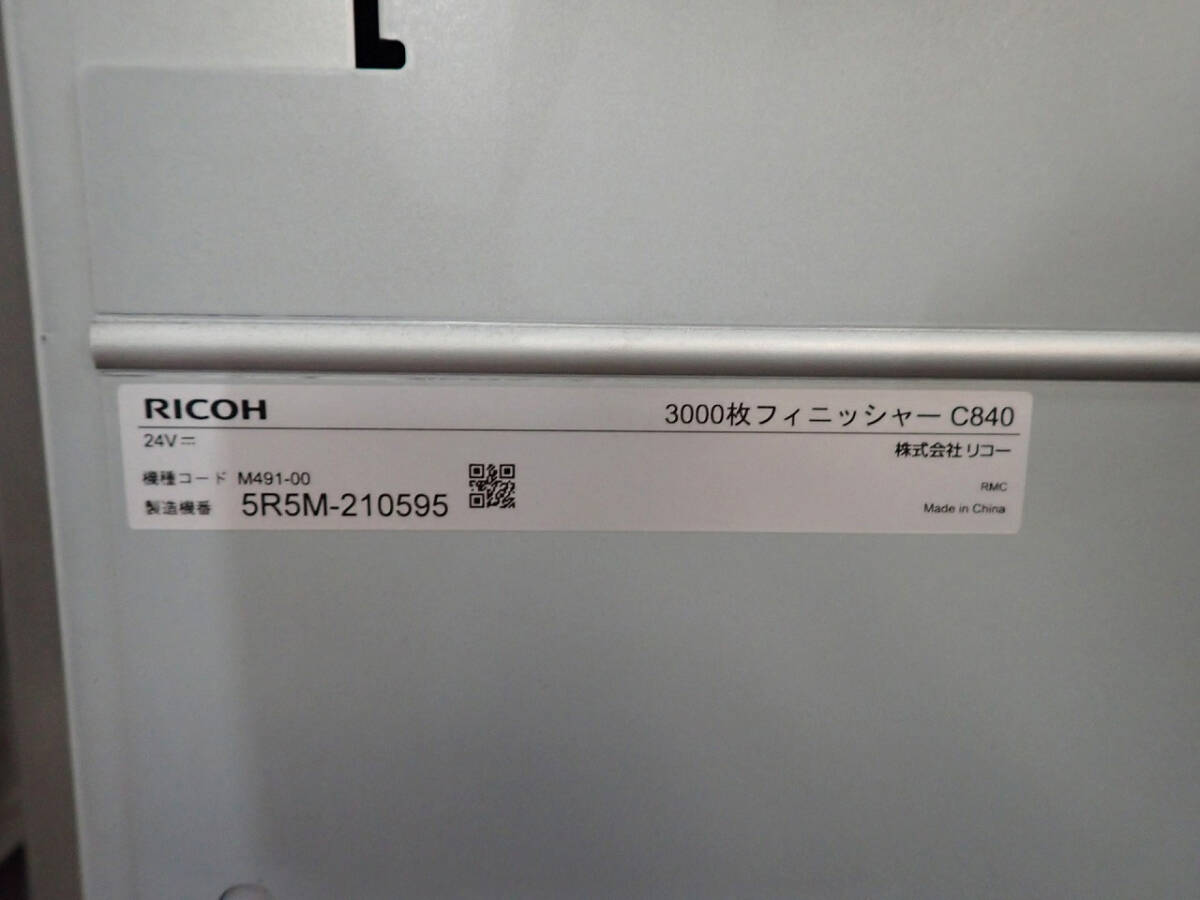 RICOH
3000枚フィニッシャー C840
24V⎓
株式会社リコー
機種コード M491-00
製造機番 5R5M-210595
RMC
Made in China